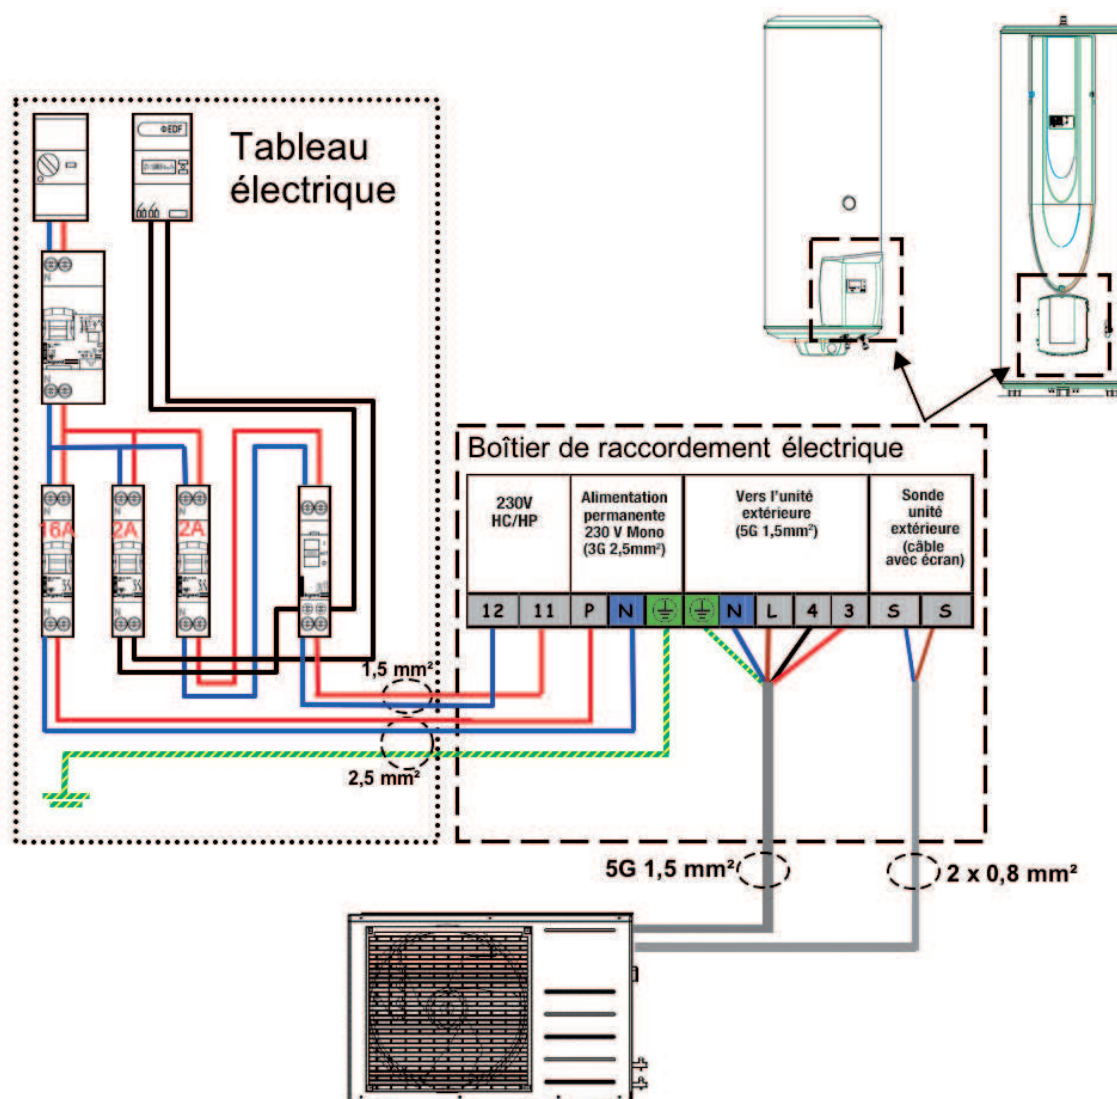 ΦEDF
Tableau
électrique
N
N
N
N
N
N
16A
2A
2A
N
N
N
1,5 mm²
2,5 mm²
Boîtier de raccordement électrique
230V
HC/HP
Alimentation
permanente
230 V Mono
(3G 2,5mm²)
Vers l'unité
extérieure
(5G 1,5mm²)
Sonde
unité
extérieure
(câble
avec écran)
12 11 P N N L 4 3 S S
5G 1,5 mm²
2 x 0,8 mm²